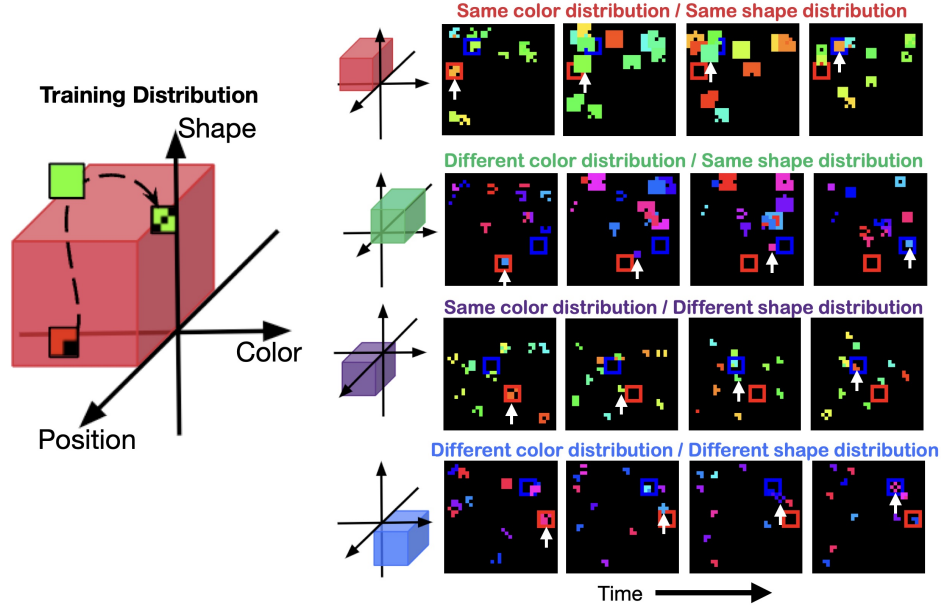 Same color distribution / Same shape distribution
Training Distribution
Shape
Different color distribution / Same shape distribution
Same color distribution / Different shape distribution
Color
Position
Different color distribution / Different shape distribution
Time